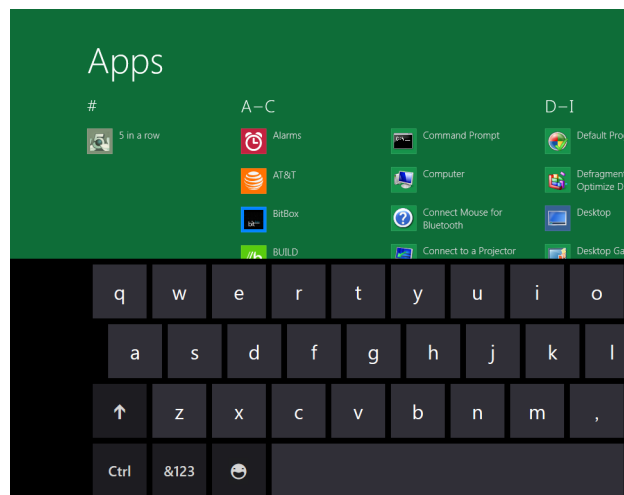 Apps
#
A–C
D–I
5 in a row
Alarms
Command Prompt
Default Pro
AT&T
Computer
Defragment
Optimize D
BitBox
Connect Mouse for
Bluetooth
Desktop
BUILD
Connect to a Projector
Desktop Ga
q w e r t y u i o
a s d f g h j k l
z x c v b n m ,
Ctrl &123